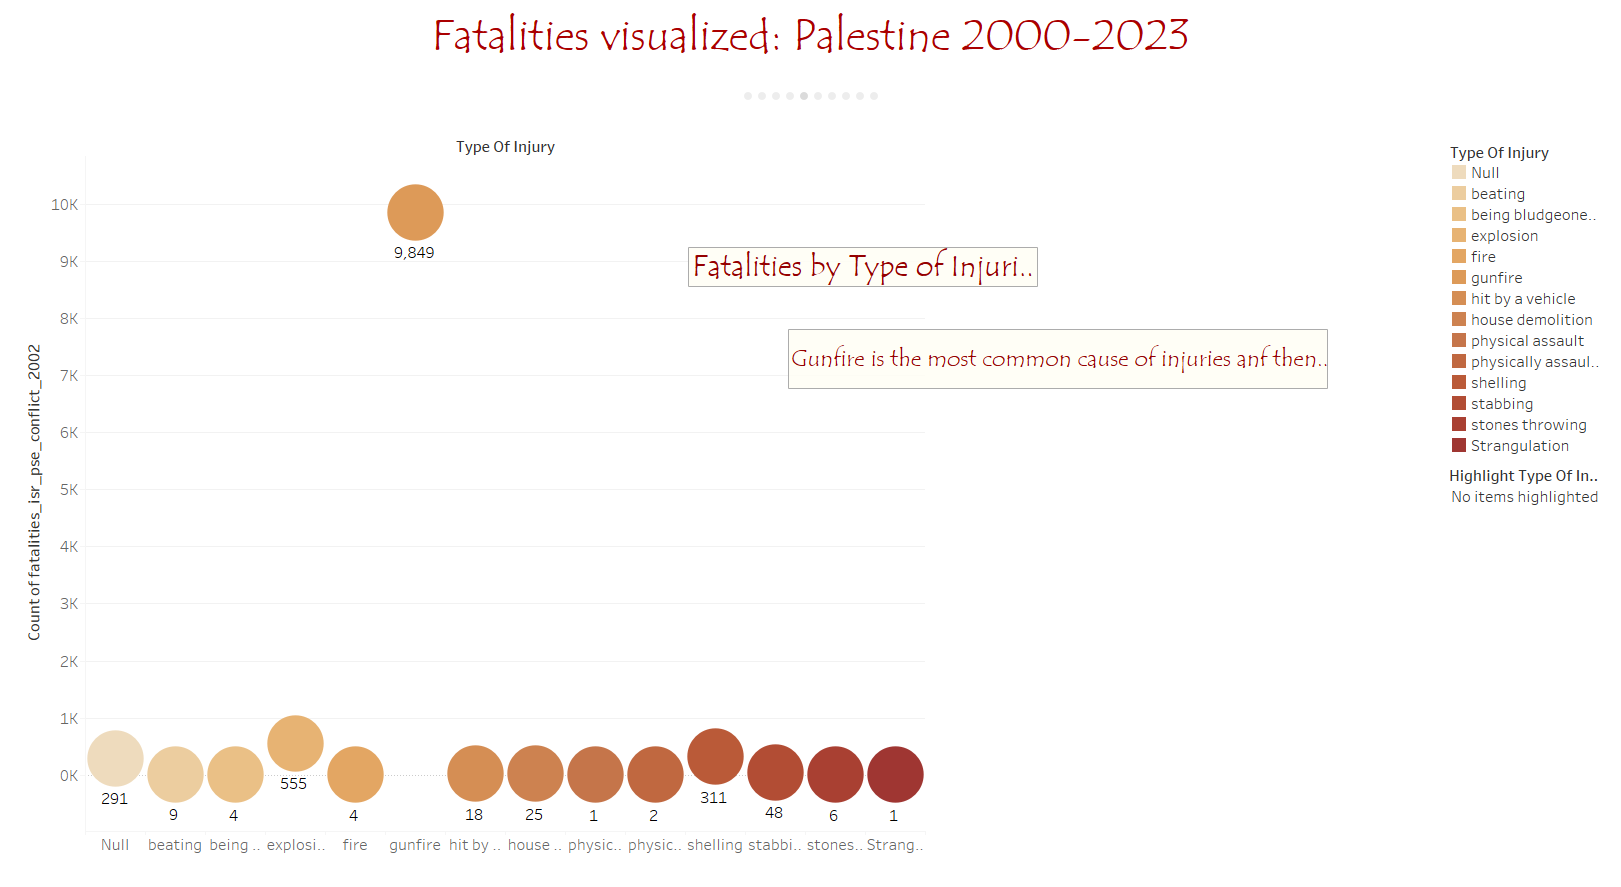 Fatalities visualized: Palestine 2000-2023
Type Of Injury
Count of fatalities_isr_pse_conflict_2002
10K
9K
8K
7K
6K
5K
4K
3K
2K
1K
0K
9,849
291
9
4
555
4
18
25
1
2
311
48
6
1
Null beating being .. explosi.. fire gunfire hit by .. house .. physic.. physic.. shelling stabbi.. stones.. Strang..
Fatalities by Type of Injuri..
Gunfire is the most common cause of injuries anf then..
Type Of Injury
Null
beating
being bludgeone..
explosion
fire
gunfire
hit by a vehicle
house demolition
physical assault
physically assaul..
shelling
stabbing
stones throwing
Strangulation
Highlight Type Of In..
No items highlighted